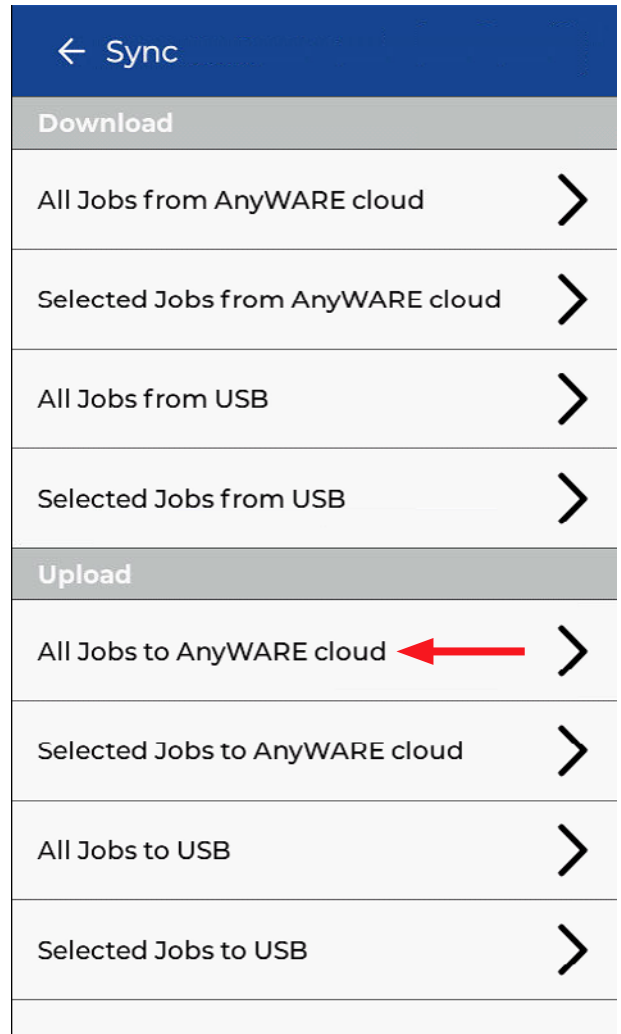 Sync
Download
All Jobs from AnyWARE cloud
Selected Jobs from AnyWARE cloud
All Jobs from USB
Selected Jobs from USB
Upload
All Jobs to AnyWARE cloud
Selected Jobs to AnyWARE cloud
All Jobs to USB
Selected Jobs to USB